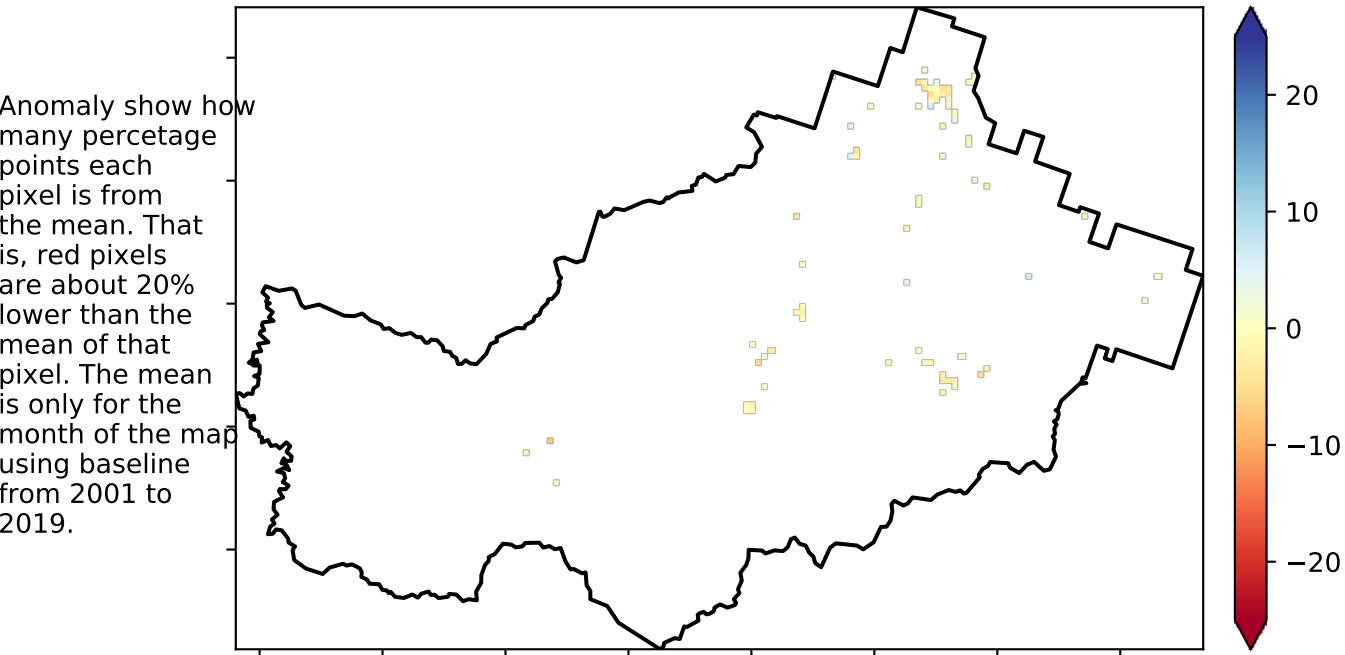 Anomaly show how
many percetage
points each
pixel is from
the mean. That
is, red pixels
are about 20%
lower than the
mean of that
pixel. The mean
is only for the
month of the map
using baseline
from 2001 to
2019.
20
10
0
−10
−20